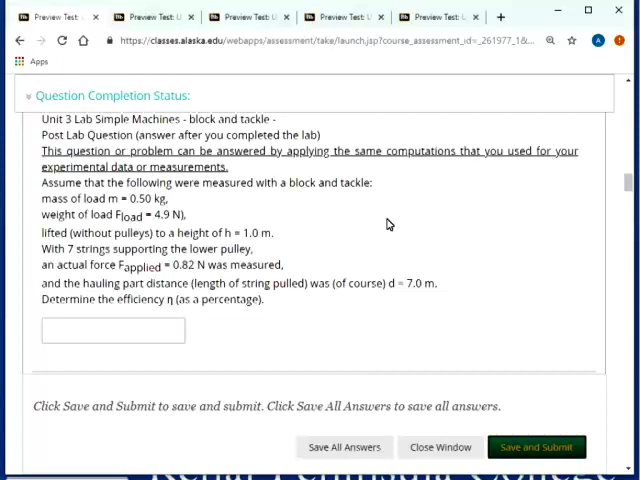 Preview Test:
Preview Test: U
Preview Test: U
Preview Test: U
Preview Test: U
https://classes.alaska.edu/webapps/assessment/take/launch.jsp?course_assessment_id=_261977_1&...
A
Apps
Question Completion Status:
Unit 3 Lab Simple Machines - block and tackle -
Post Lab Question (answer after you completed the lab)
This question or problem can be answered by applying the same computations that you used for your
experimental data or measurements.
Assume that the following were measured with a block and tackle:
mass of load m = 0.50 kg,
weight of load Fload = 4.9 N),
lifted (without pulleys) to a height of h = 1.0 m.
With 7 strings supporting the lower pulley,
an actual force Fapplied = 0.82 N was measured,
and the hauling part distance (length of string pulled) was (of course) d = 7.0 m.
Determine the efficiency η (as a percentage).
Click Save and Submit to save and submit. Click Save All Answers to save all answers.
Save All Answers
Close Window
Save and Submit
Kenai Peninsula College